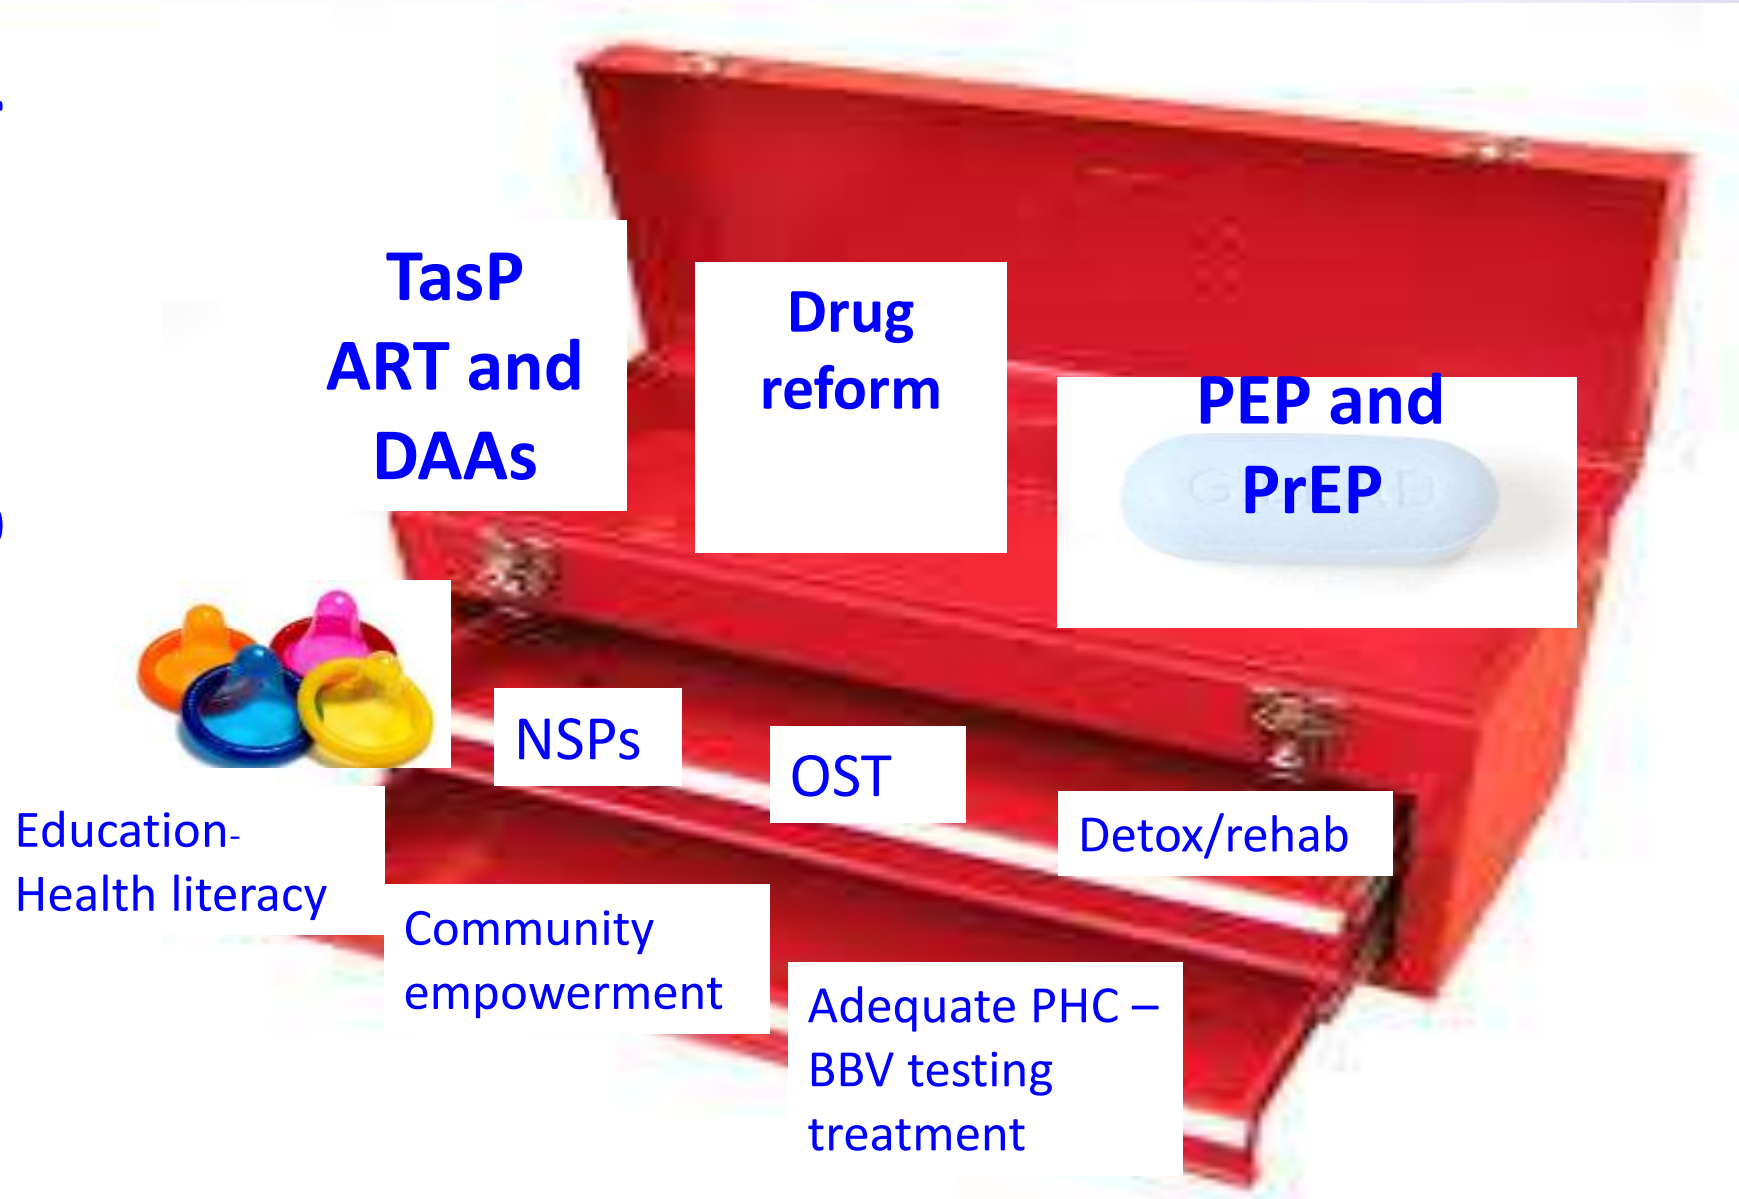 TasP
ART and
DAAs
Drug
reform
PEP and
PrEP
NSPs
OST
Detox/rehab
Education-
Health literacy
Community
empowerment
Adequate PHC –
BBV testing
treatment